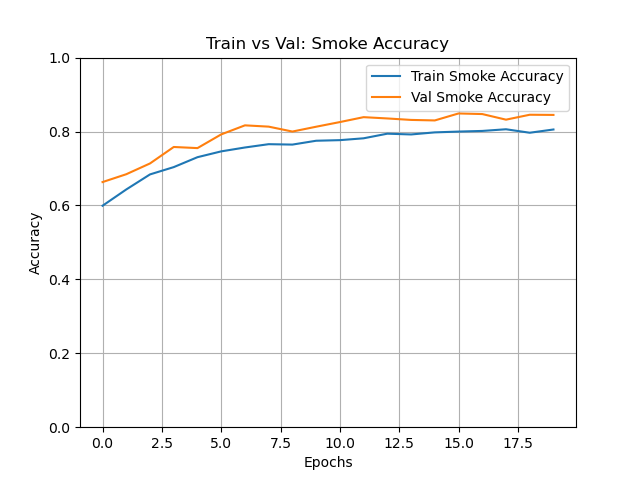 Train vs Val: Smoke Accuracy
Train Smoke Accuracy
Val Smoke Accuracy
1.0
0.8
0.6
0.4
0.2
0.0
Accuracy
0.0 2.5 5.0 7.5 10.0 12.5 15.0 17.5
Epochs